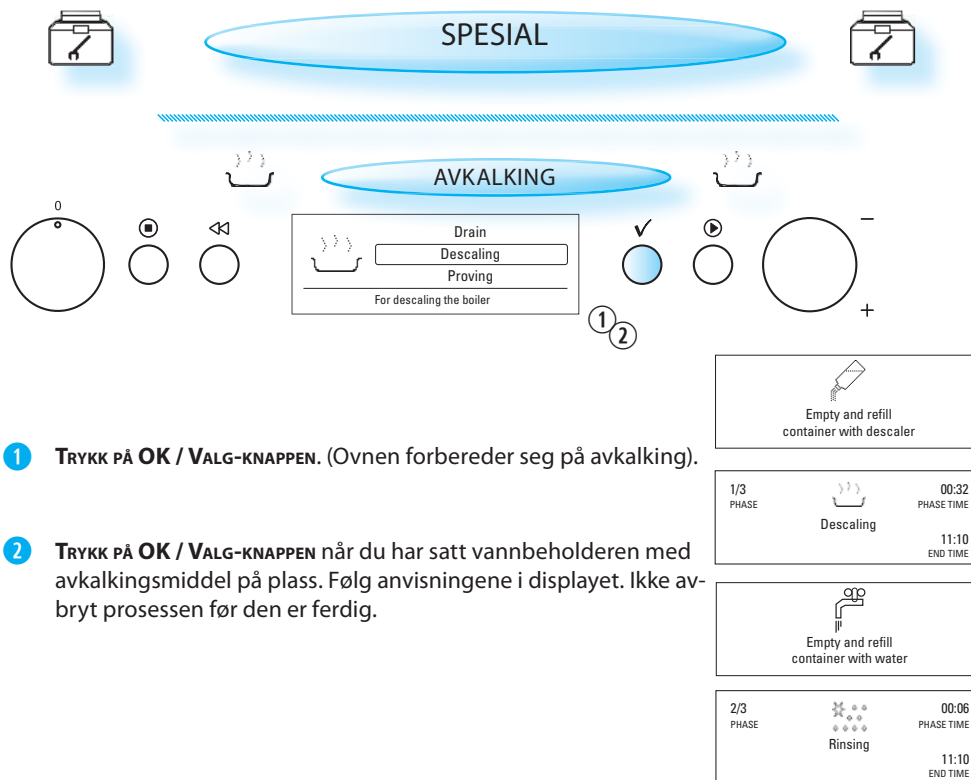 SPESIAL
AVKALKING
0
Drain
Descaling
Proving
For descaling the boiler
−
+
1
2
Empty and refill
container with descaler
1 TRYKK PÅ OK / VALG-KNAPPEN. (Ovnen forbereder seg på avkalking).
1/3
PHASE
00:32
PHASE TIME
Descaling
11:10
END TIME
2 TRYKK PÅ OK / VALG-KNAPPEN når du har satt vannbeholderen med
avkalkingsmiddel på plass. Følg anvisningene i displayet. Ikke av-
bryt prosessen før den er ferdig.
Empty and refill
container with water
2/3
PHASE
00:06
PHASE TIME
Rinsing
11:10
END TIME